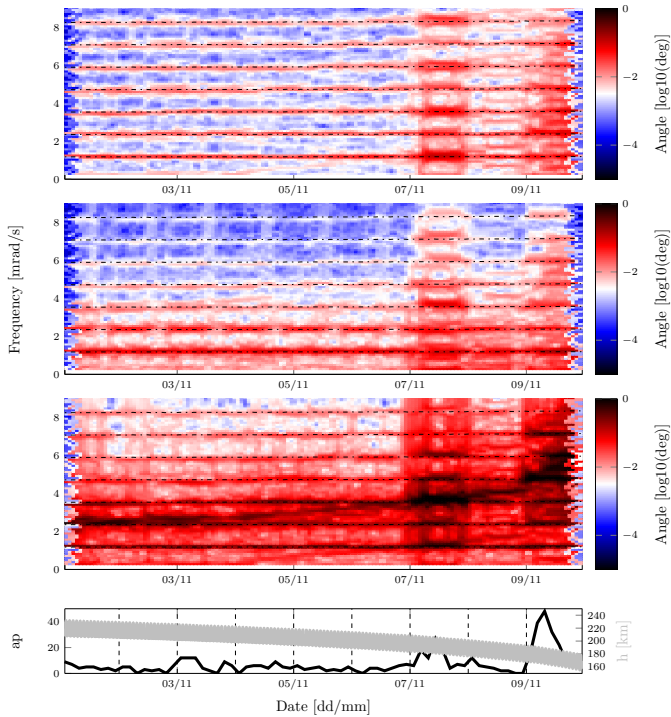 8
6
4
2
0
03/11 05/11 07/11 09/11
0
−2
−4
Angle [log10(deg)]
8
6
4
2
0
03/11 05/11 07/11 09/11
0
−2
−4
Angle [log10(deg)]
Frequency [mrad/s]
8
6
4
2
0
03/11 05/11 07/11 09/11
0
−2
−4
Angle [log10(deg)]
ap
40
20
0
03/11 05/11 07/11 09/11
240
220
200
180
160
h [km]
Date [dd/mm]